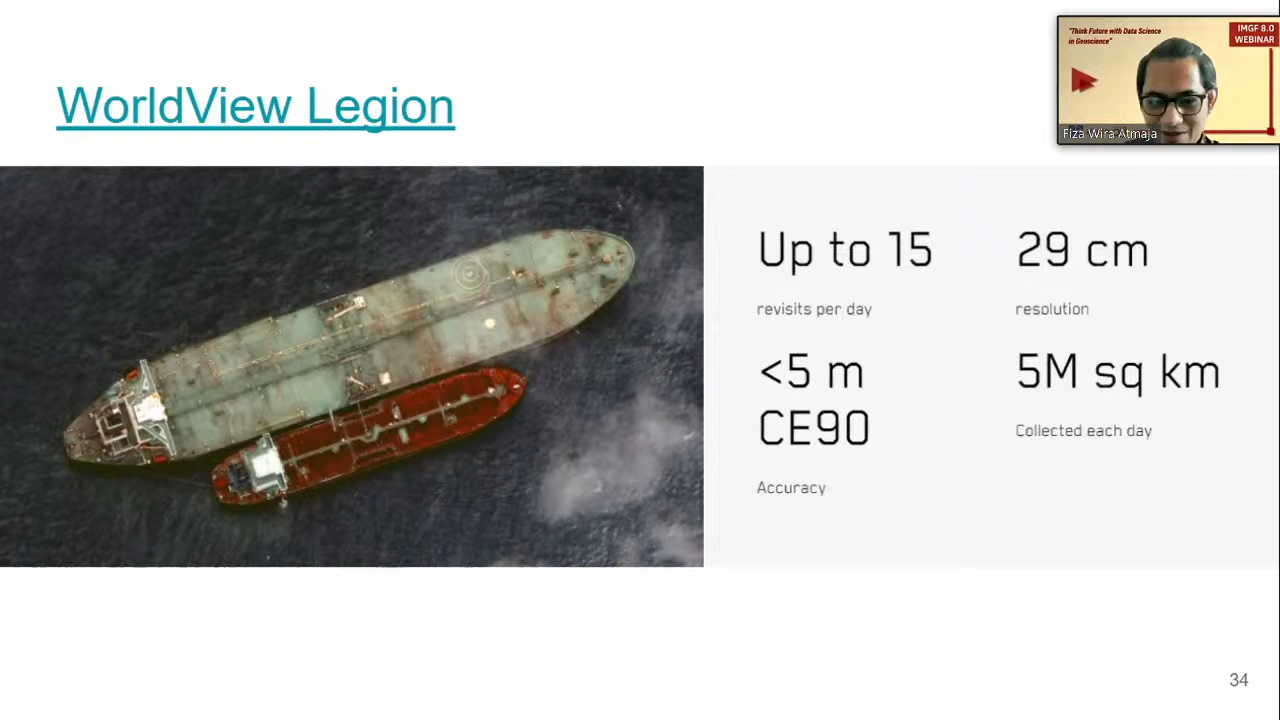 WorldView Legion
"Think Future with Data Science
in Geoscience"
IMGF 8.0
WEBINAR
Fiza Wira Atmaja
Up to 15
revisits per day
29 cm
resolution
<5 m
CE90
Accuracy
5M sq km
Collected each day
34